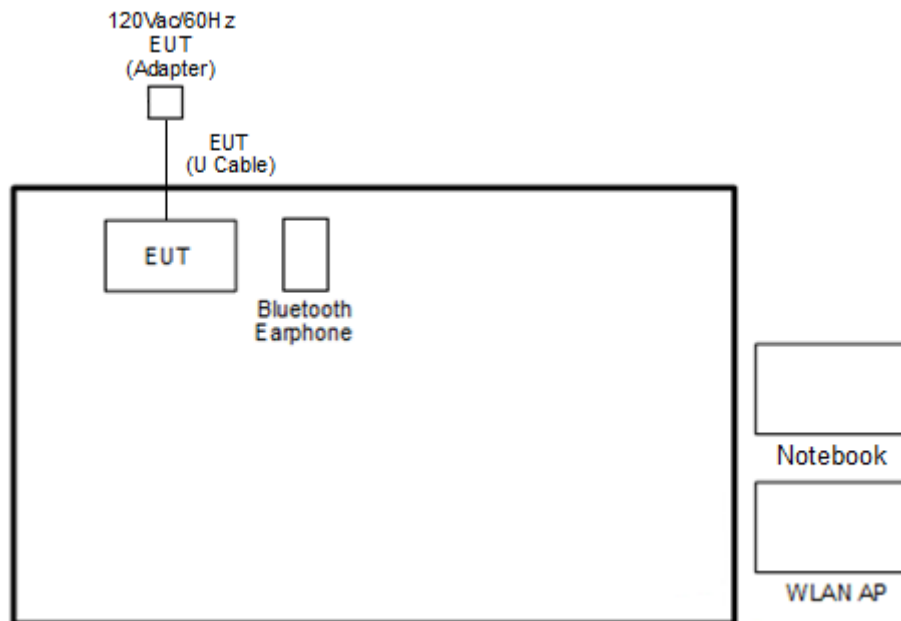 120Vac/60Hz
EUT
(Adapter)
EUT
(U Cable)
EUT
Bluetooth
Earphone
Notebook
WLAN AP